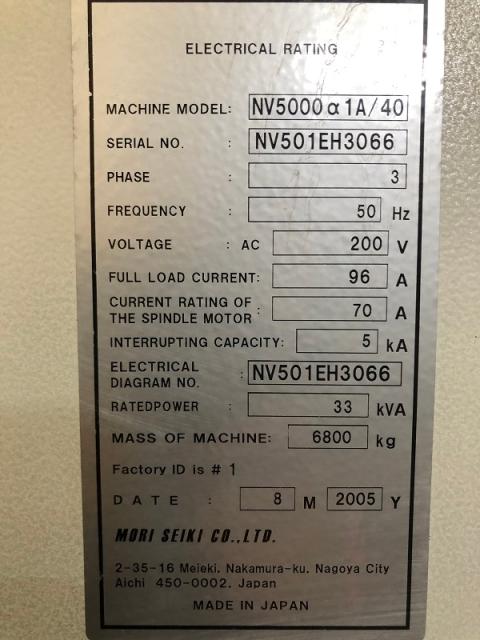 ELECTRICAL RATING
MACHINE MODEL: NV5000α1A/40
SERIAL NO. : NV501EH3066
PHASE : 3
FREQUENCY : 50 Hz
VOLTAGE : AC 200 V
FULL LOAD CURRENT: 96 A
CURRENT RATING OF
THE SPINDLE MOTOR : 70 A
INTERRUPTING CAPACITY: 5 kA
ELECTRICAL
DIAGRAM NO. : NV501EH3066
RATEDPOWER : 33 kVA
MASS OF MACHINE: 6800 kg
Factory ID is # 1
DATE : 8 M 2005 Y
MORI SEIKI CO.,LTD.
2-35-16 Meieki. Nakamura-ku. Nagoya City
Aichi 450-0002. Japan
MADE IN JAPAN